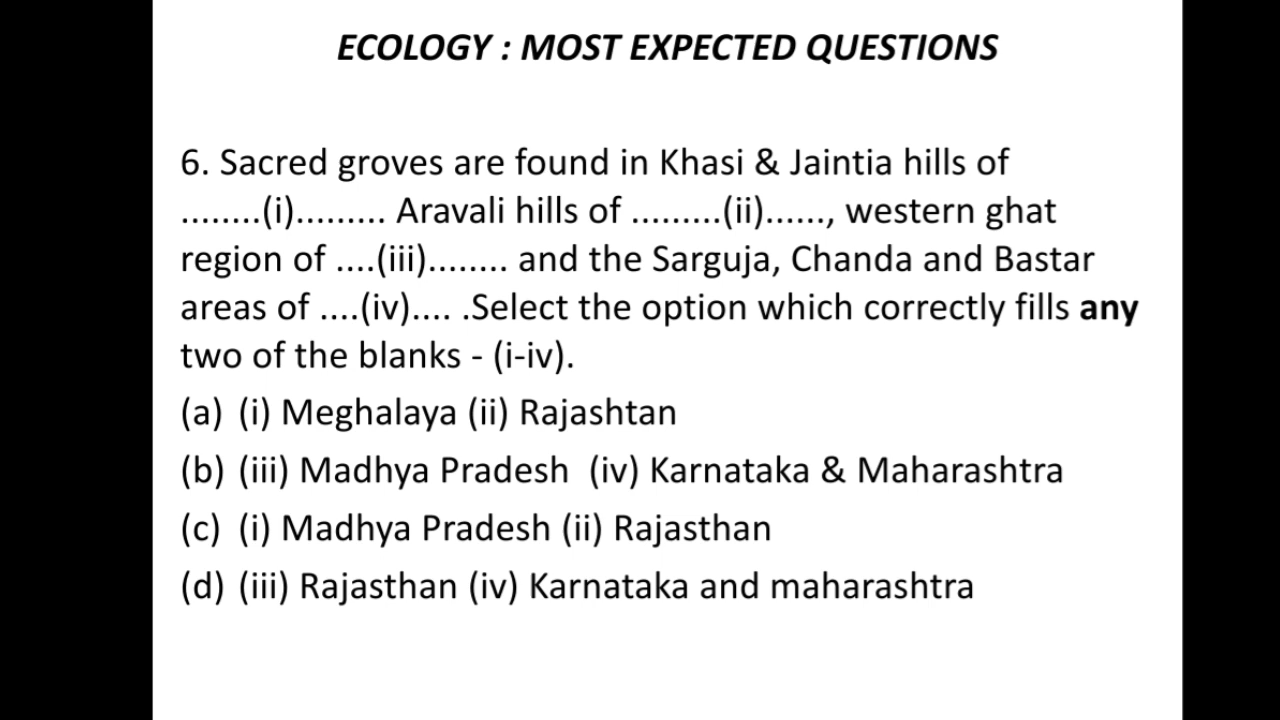 ECOLOGY : MOST EXPECTED QUESTIONS
6. Sacred groves are found in Khasi & Jaintia hills of
........(i)......... Aravali hills of .........(ii)......, western ghat
region of ....(iii)........ and the Sarguja, Chanda and Bastar
areas of ....(iv).... .Select the option which correctly fills any
two of the blanks - (i-iv).
(a) (i) Meghalaya (ii) Rajashtan
(b) (iii) Madhya Pradesh (iv) Karnataka & Maharashtra
(c) (i) Madhya Pradesh (ii) Rajasthan
(d) (iii) Rajasthan (iv) Karnataka and maharashtra